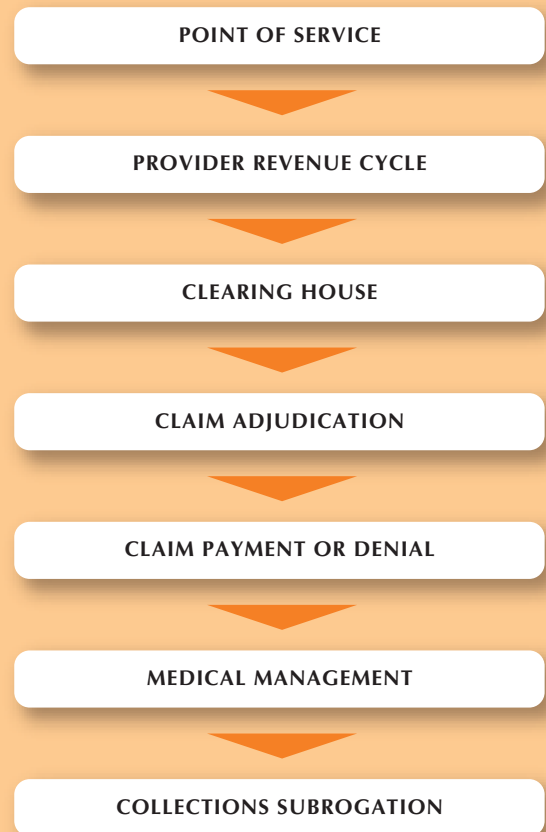 POINT OF SERVICE
PROVIDER REVENUE CYCLE
CLEARING HOUSE
CLAIM ADJUDICATION
CLAIM PAYMENT OR DENIAL
MEDICAL MANAGEMENT
COLLECTIONS SUBROGATION